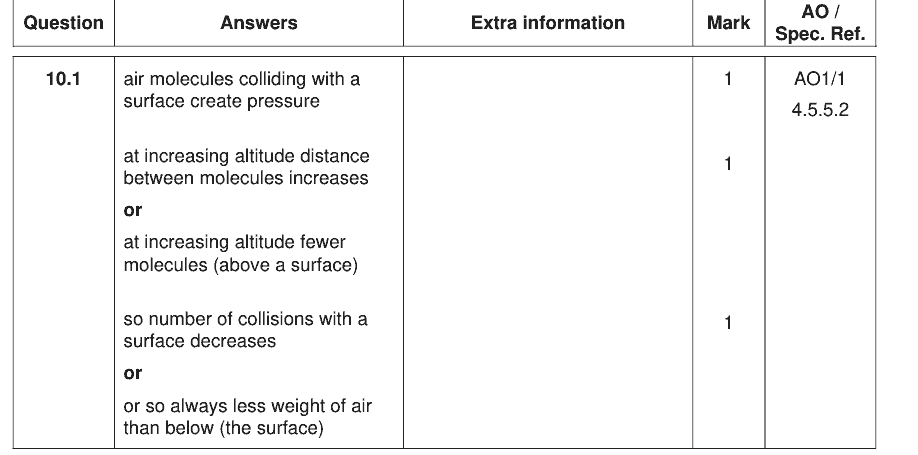 Question Answers Extra information Mark AO /
Spec. Ref.
10.1 air molecules colliding with a 1 AO1/1
surface create pressure
4.5.5.2
at increasing altitude distance
between molecules increases 1
or
at increasing altitude fewer
molecules (above a surface)
so number of collisions with a 1
surface decreases
or
or so always less weight of air
than below (the surface)